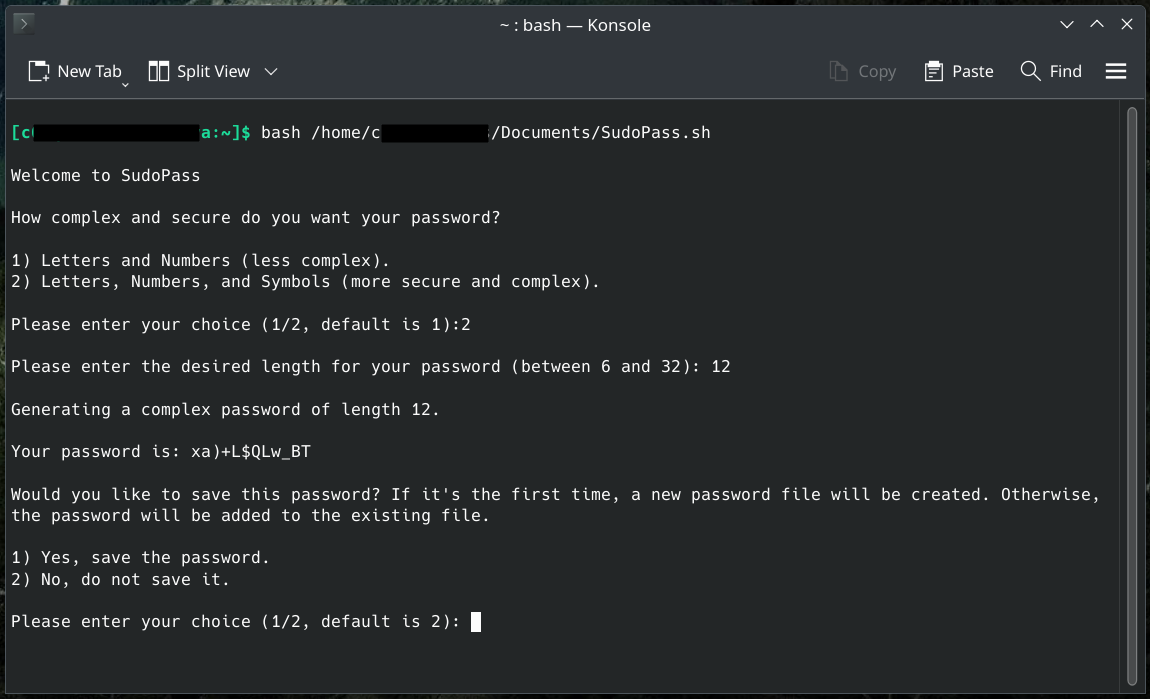 ~ : bash — Konsole
New Tab Split View Copy Paste Find
a:~]$ bash /home/c /Documents/SudoPass.sh
Welcome to SudoPass
How complex and secure do you want your password?
1) Letters and Numbers (less complex).
2) Letters, Numbers, and Symbols (more secure and complex).
Please enter your choice (1/2, default is 1):2
Please enter the desired length for your password (between 6 and 32): 12
Generating a complex password of length 12.
Your password is: xa)+L$QLw_BT
Would you like to save this password? If it's the first time, a new password file will be created. Otherwise,
the password will be added to the existing file.
1) Yes, save the password.
2) No, do not save it.
Please enter your choice (1/2, default is 2):